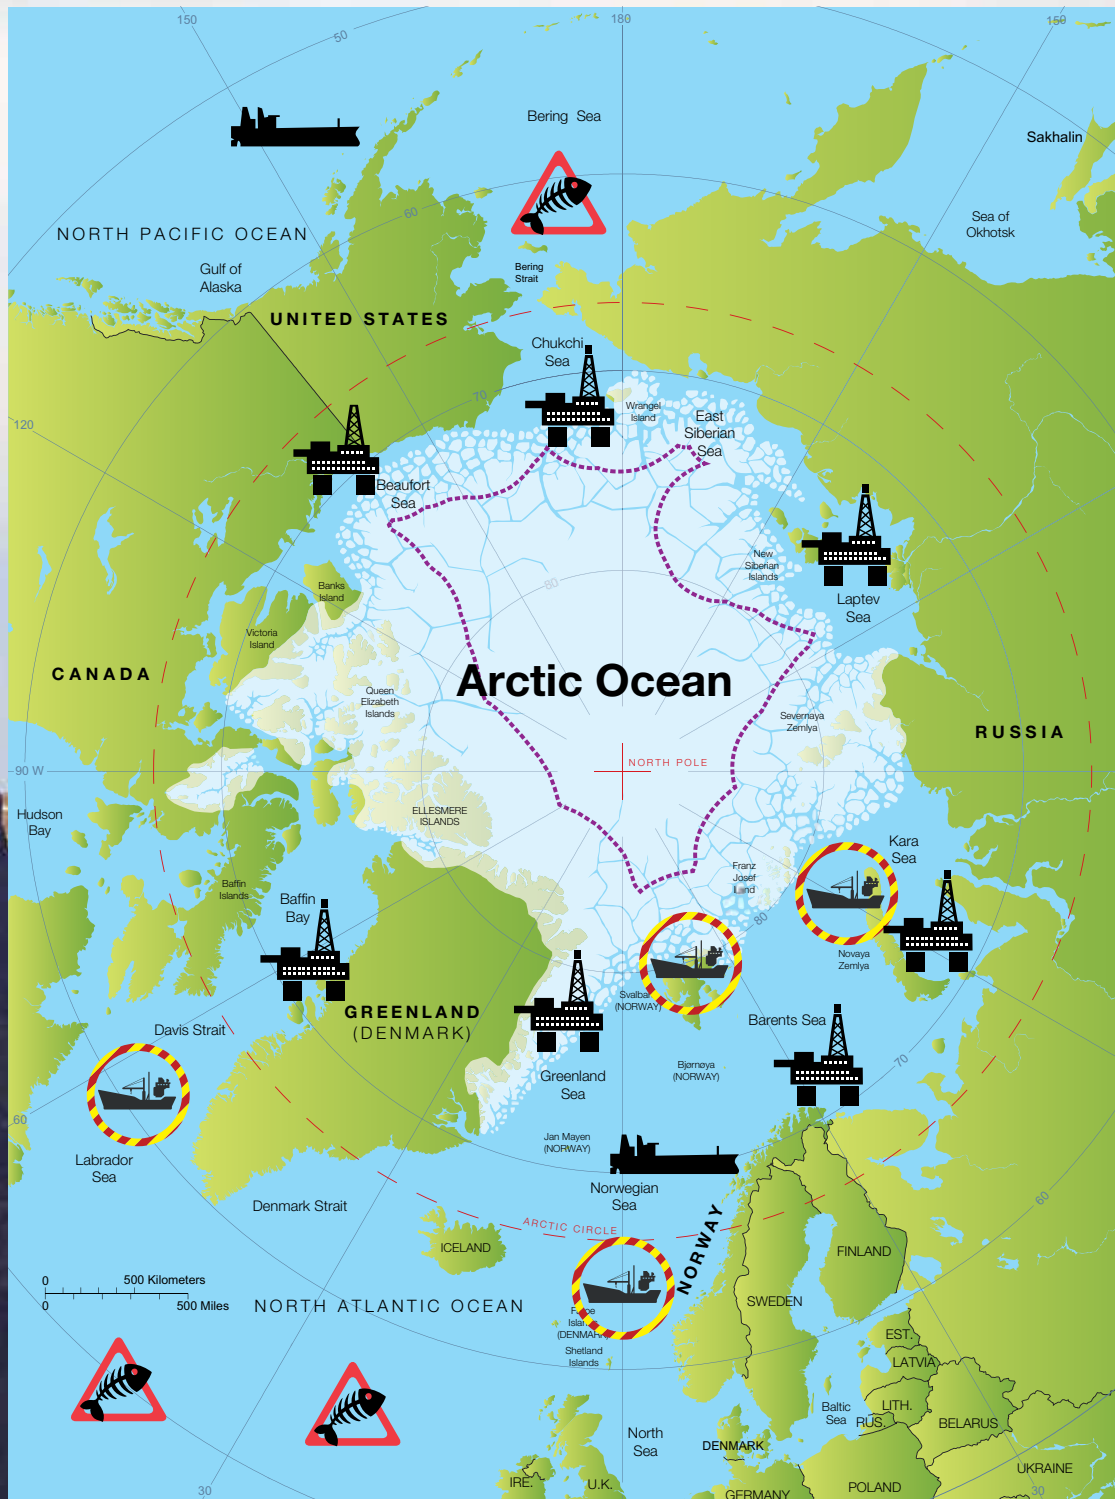 150
180
150
50
Bering Sea
Sakhalin
60
NORTH PACIFIC OCEAN
Sea of
Okhotsk
Gulf of
Alaska
Bering
Strait
UNITED STATES
Chukchi
Sea
70
Wrangel
Island
East
Siberian
Sea
120
Beaufort
Sea
New
Siberian
Islands
80
Banks
Island
Laptev
Sea
Victoria
Island
CANADA
Arctic Ocean
Queen
Elizabeth
Islands
Severnaya
Zemlya
RUSSIA
NORTH POLE
90 W
Hudson
Bay
ELLESMERE
ISLANDS
Kara
Sea
Franz
Josef
Baffin
Islands
Baffin
Bay
80
Novaya
Zemlya
(NORWAY)
GREENLAND
(DENMARK)
Davis Strait
Barents Sea
70
Greenland
Sea
Bjørnøya
(NORWAY)
60
Labrador
Sea
Jan Mayen
(NORWAY)
Norwegian
Sea
Denmark Strait
60
ARCTIC CIRCLE
NORWAY
ICELAND
FINLAND
0
500 Kilometers
0
500 Miles
NORTH ATLANTIC OCEAN
SWEDEN
Shetland
Islands
EST.
LATVIA
LITH.
Baltic
Sea
RUS.
BELARUS
North
Sea
DENMARK
UKRAINE
IRE.
U.K.
GERMANY
POLAND
30
30